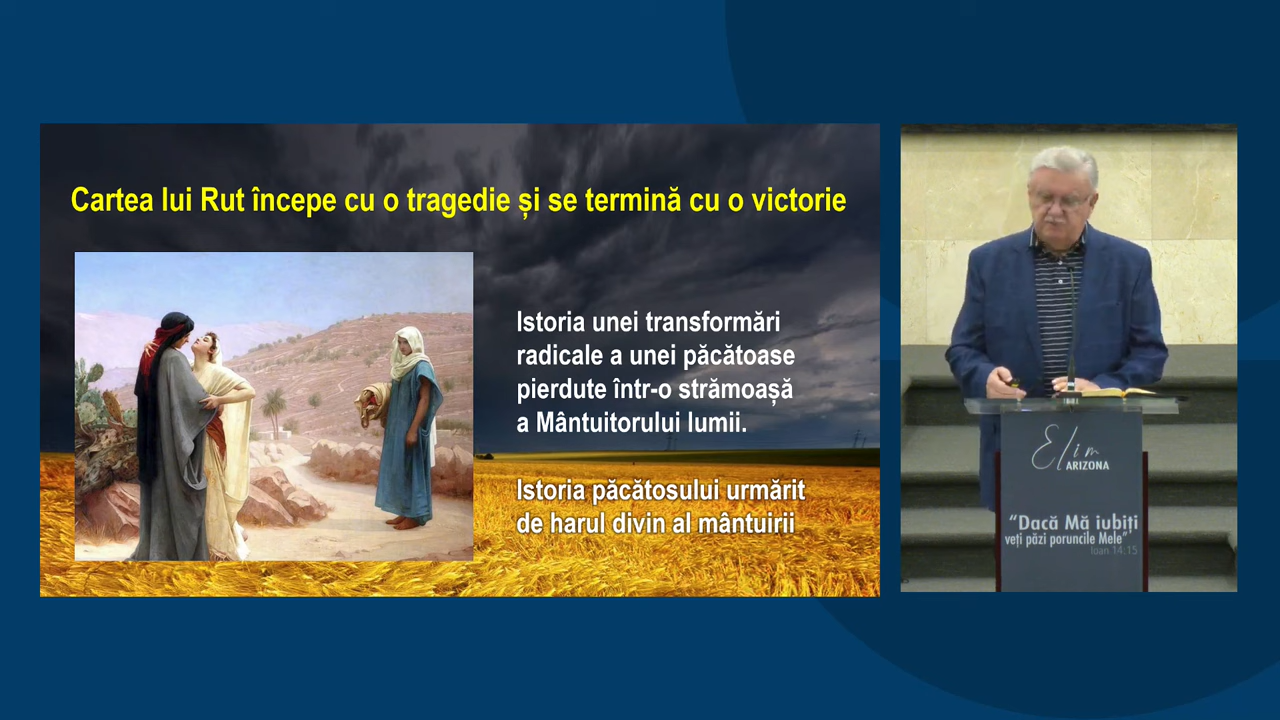 Cartea lui Rut începe cu o tragedie și se termină cu o victorie
Istoria unei transformări
radicale a unei păcătoase
pierdute într-o strămoașă
a Mântuitorului lumii.
Istoria păcătosului urmărit
de harul divin al mântuirii
Elim
ARIZONA
“Dacă Mă iubiți
veți păzi poruncile Mele”
Ioan 14:15